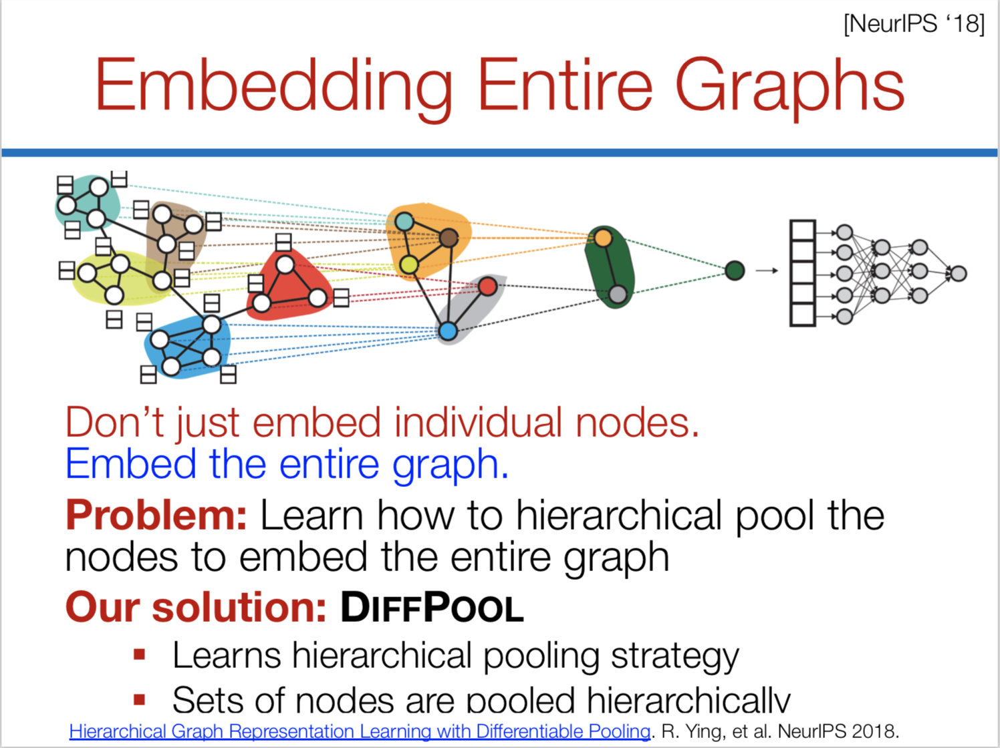 [NeurIPS ‘18]
Embedding Entire Graphs
Don’t just embed individual nodes.
Embed the entire graph.
Problem: Learn how to hierarchical pool the
nodes to embed the entire graph
Our solution: DIFFPOOL
▪ Learns hierarchical pooling strategy
▪ Sets of nodes are pooled hierarchically
Hierarchical Graph Representation Learning with Differentiable Pooling. R. Ying, et al. NeurIPS 2018.